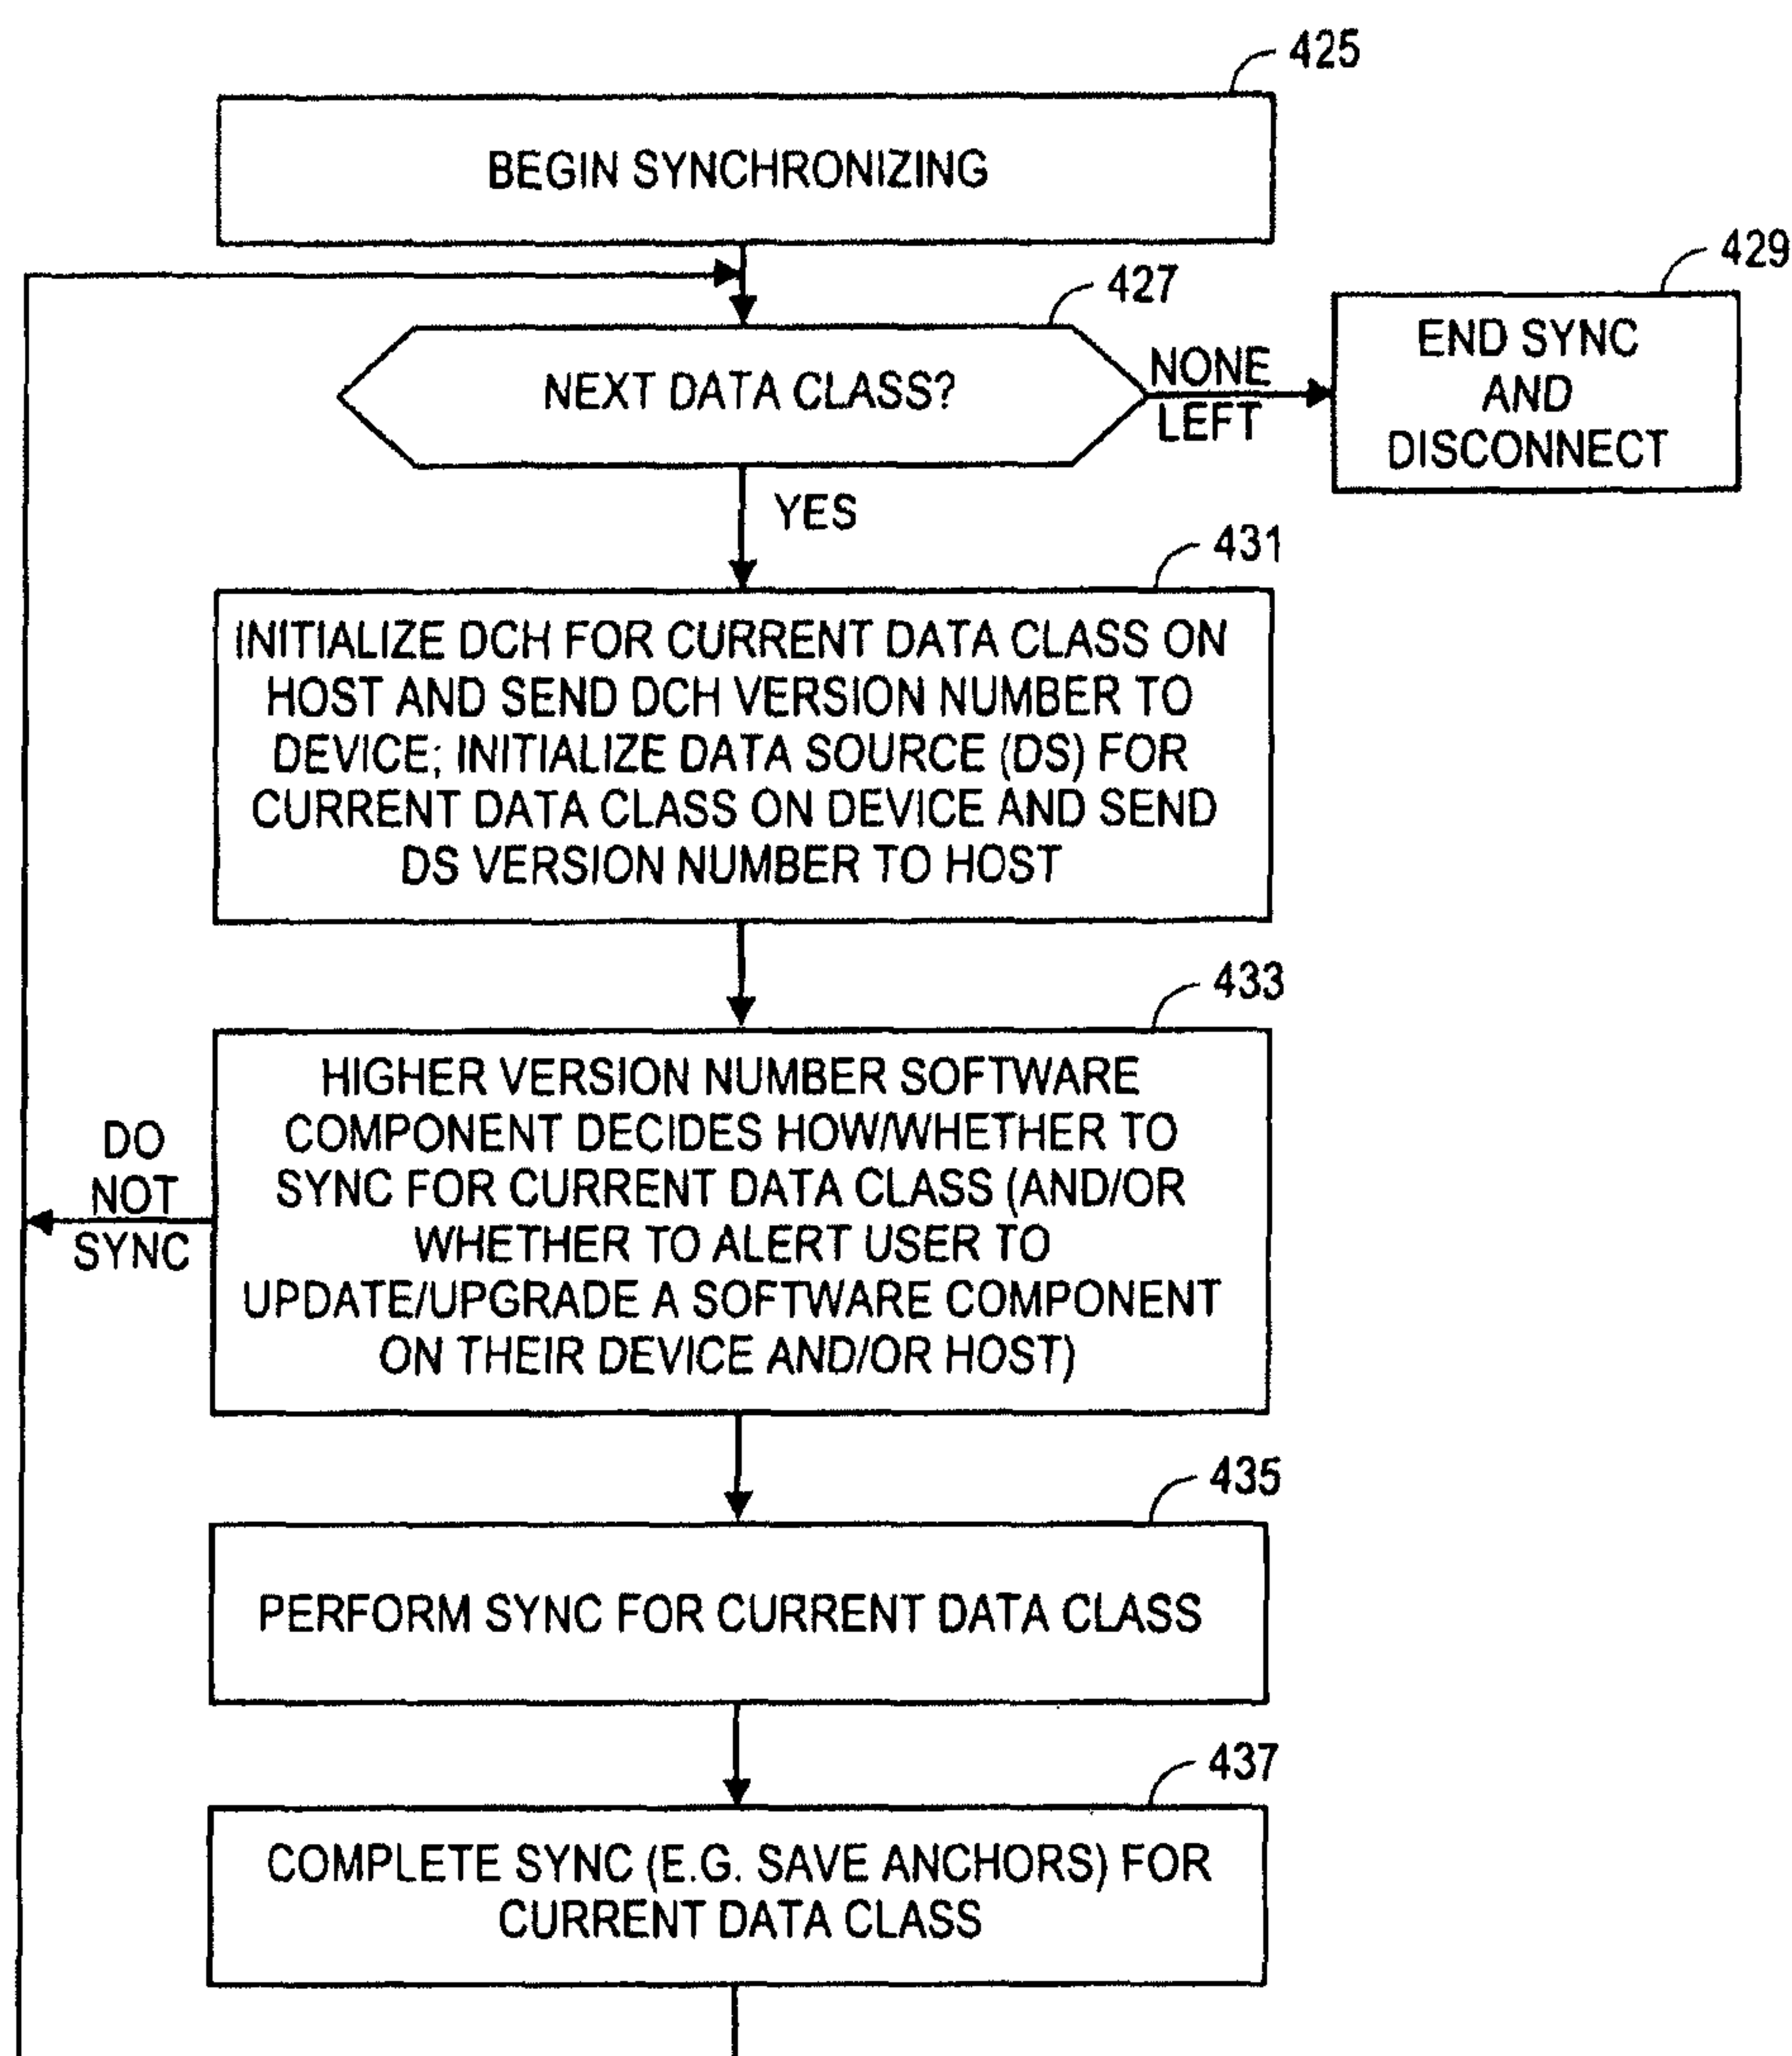 425
BEGIN SYNCHRONIZING
427
429
NEXT DATA CLASS?
NONE
LEFT
END SYNC
AND
DISCONNECT
YES
431
INITIALIZE DCH FOR CURRENT DATA CLASS ON
HOST AND SEND DCH VERSION NUMBER TO
DEVICE; INITIALIZE DATA SOURCE (DS) FOR
CURRENT DATA CLASS ON DEVICE AND SEND
DS VERSION NUMBER TO HOST
433
HIGHER VERSION NUMBER SOFTWARE
COMPONENT DECIDES HOW/WHETHER TO
SYNC FOR CURRENT DATA CLASS (AND/OR
WHETHER TO ALERT USER TO
UPDATE/UPGRADE A SOFTWARE COMPONENT
ON THEIR DEVICE AND/OR HOST)
DO
NOT
SYNC
435
PERFORM SYNC FOR CURRENT DATA CLASS
437
COMPLETE SYNC (E.G. SAVE ANCHORS) FOR
CURRENT DATA CLASS